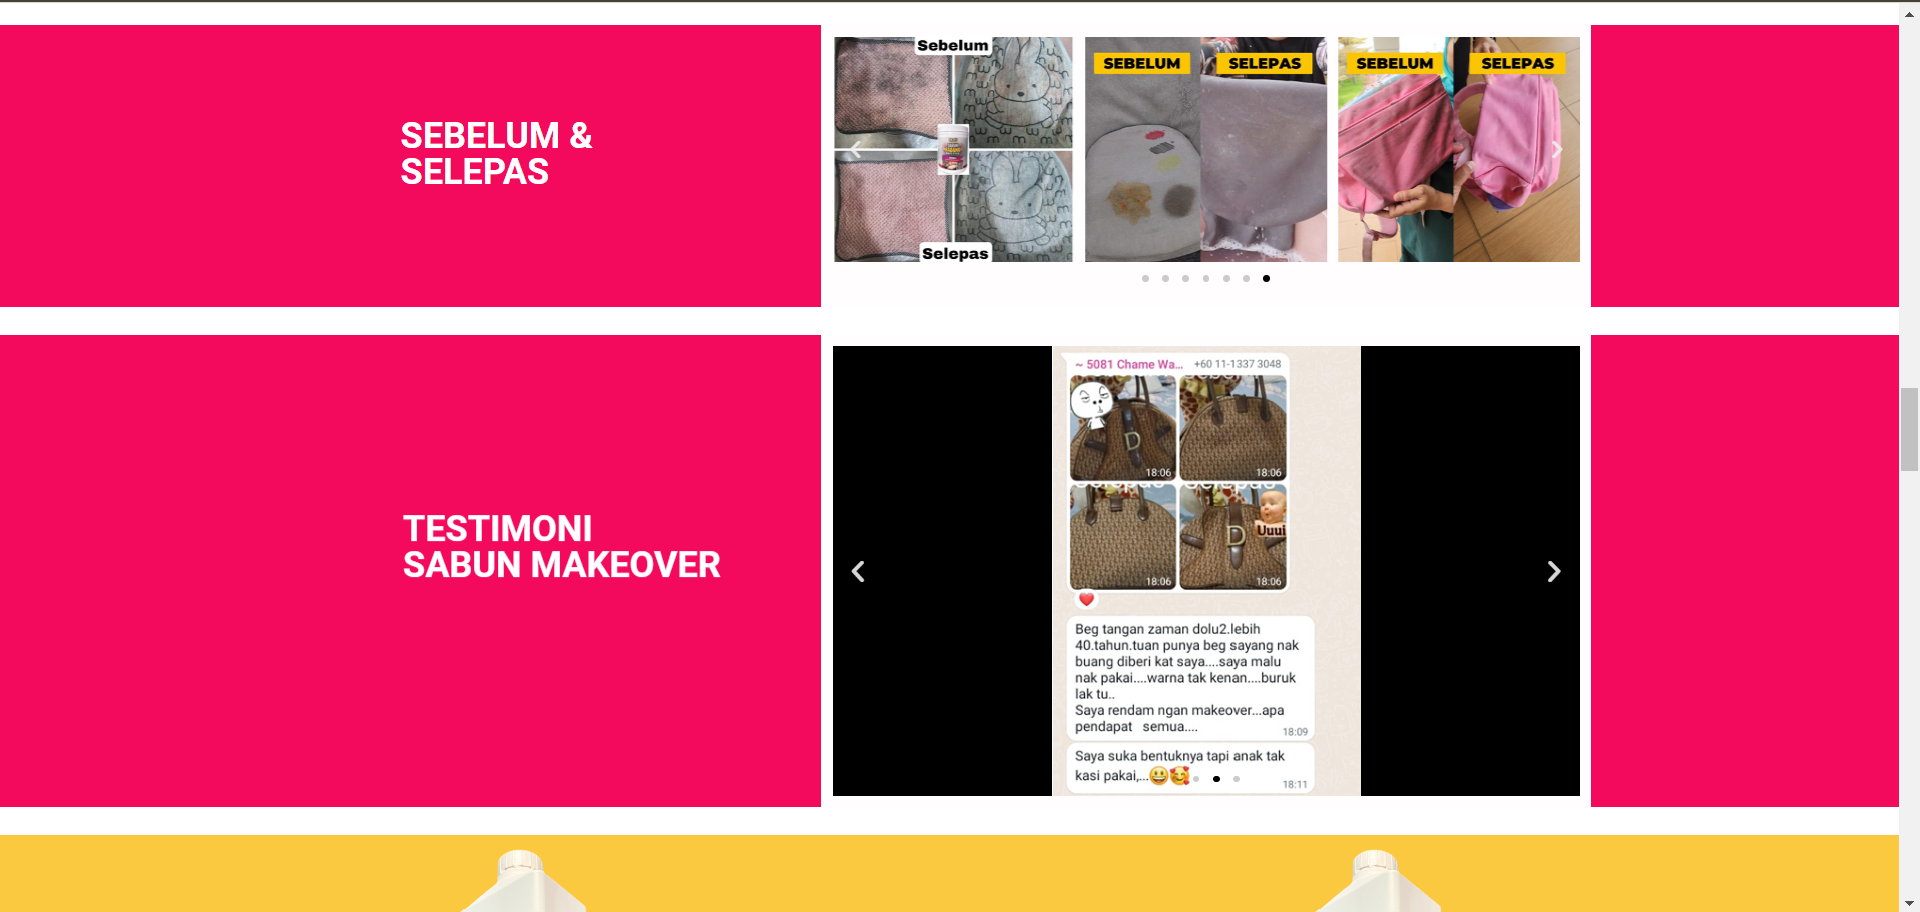 SEBELUM &
SELEPAS
Sebelum
Selepas
SEBELUM
SELEPAS
SEBELUM
SELEPAS
TESTIMONI
SABUN MAKEOVER
~ 5081 Chame Wa... +60 11-1337 3048
18:06
18:06
Selepas
Selepas
D
D
Uuui
18:06
18:06
Beg tangan zaman dolu2.lebih
40.tahun.tuan punya beg sayang nak
buang diberi kat saya....saya malu
nak pakai....warna tak kenan....buruk
lak tu..
Saya rendam ngan makeover...apa
pendapat semua....
18:09
Saya suka bentuknya tapi anak tak
kasi pakai,...😀🥰
18:11